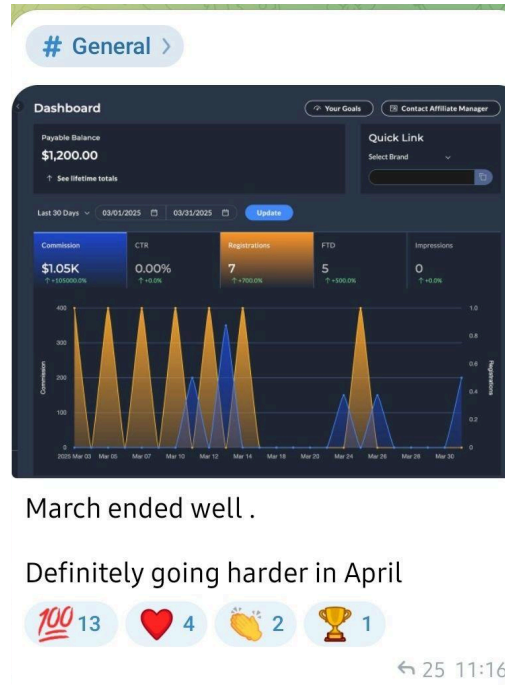 # General >
Dashboard
Your Goals
Contact Affiliate Manager
Payable Balance
$1,200.00
↑ See lifetime totals
Quick Link
Select Brand
Last 30 Days
03/01/2025
03/31/2025
Update
Commission
$1.05K
↑+105000.0%
CTR
0.00%
↑+0.0%
Registrations
7
↑+700.0%
FTD
5
↑+500.0%
Impressions
0
↑+0.0%
400
300
200
100
0
Commission
1.0
0.8
0.6
0.4
0.2
0
Registrations
2025 Mar 03 Mar 05 Mar 07 Mar 10 Mar 12 Mar 14 Mar 18 Mar 20 Mar 24 Mar 26 Mar 28 Mar 30
March ended well .
Definitely going harder in April
💯 13 ❤️ 4 👏 2 🏆 1
25 11:16